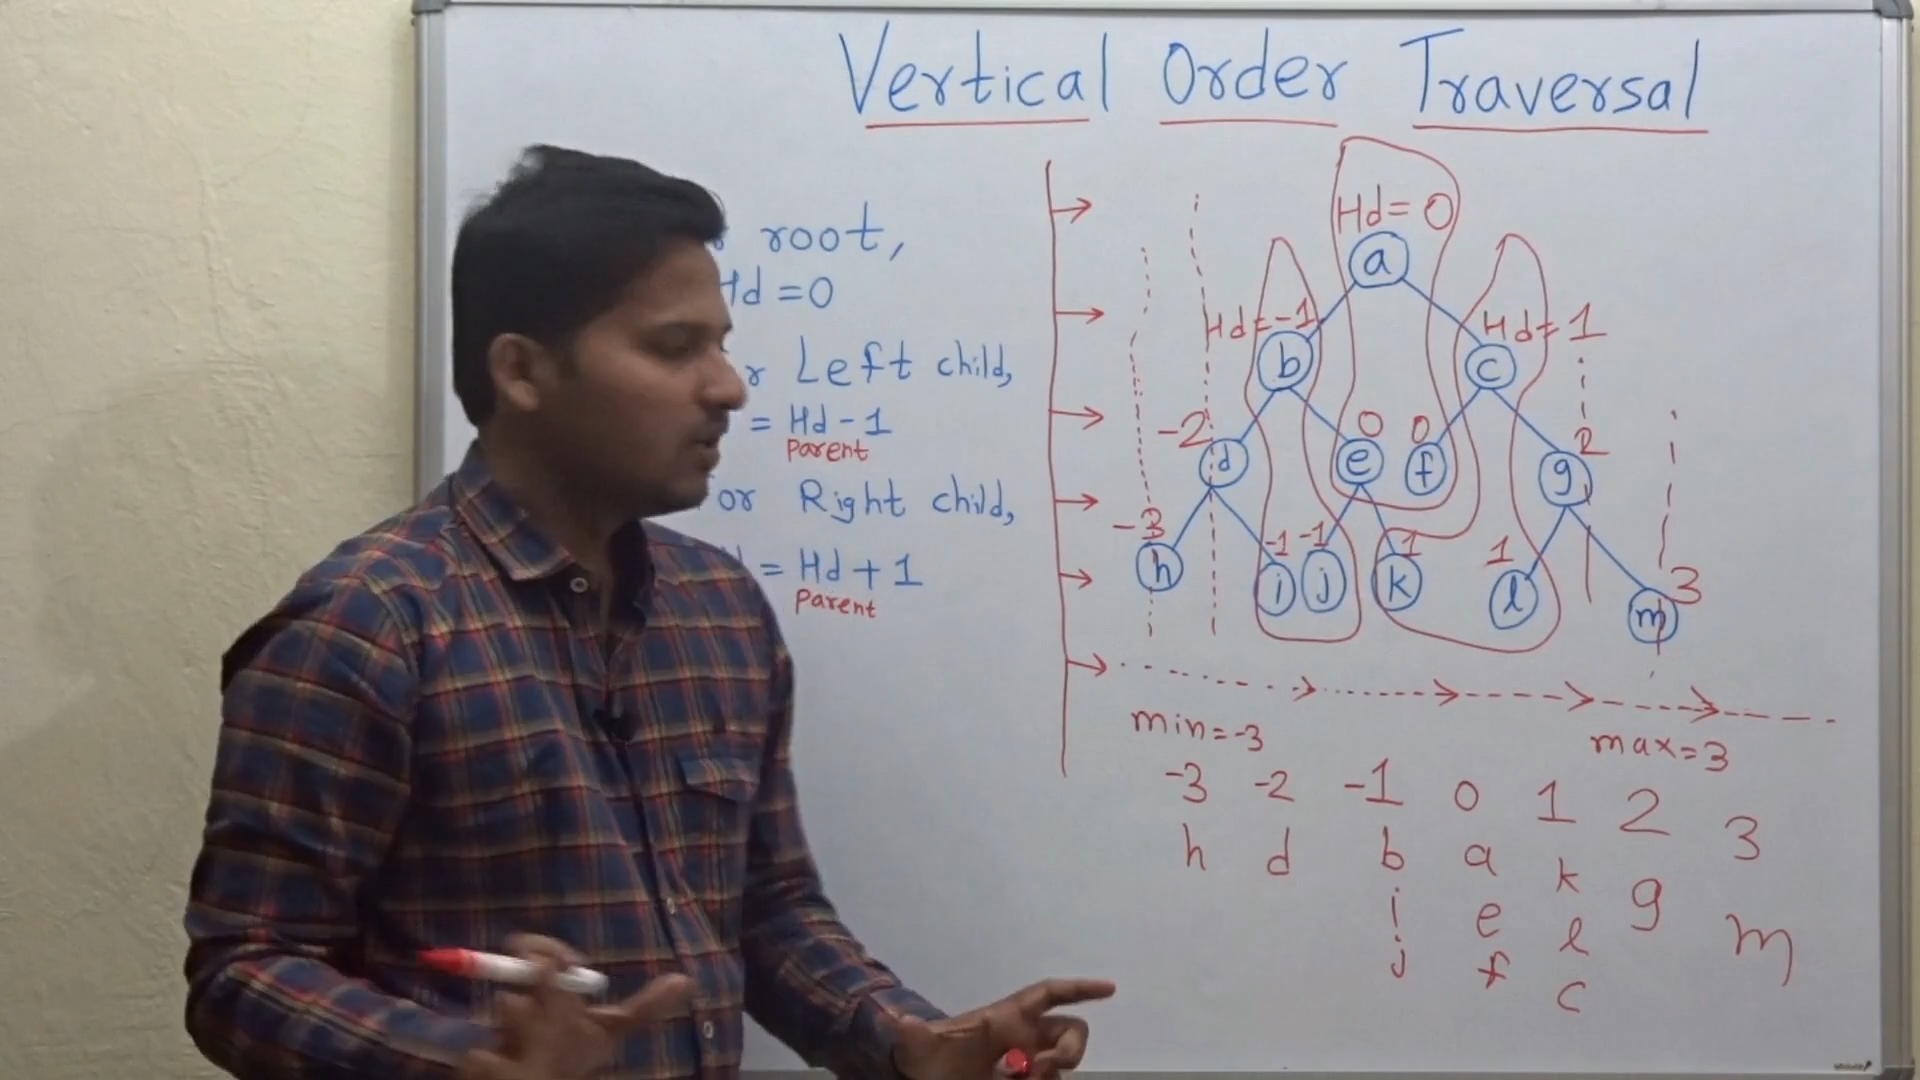 Vertical Order Traversal
root,
Hd = 0
Left child,
= Hd - 1
Parent
or Right child,
= Hd + 1
Parent
Hd = 0
a
Hd = -1
Hd = 1
b
c
-2
0
0
2
d
e
f
g
-3
-1
-1
1
1
3
h
i
j
k
l
m
min = -3
max = 3
-3 -2 -1 0 1 2 3
h d b a k g m
i e l
j f c